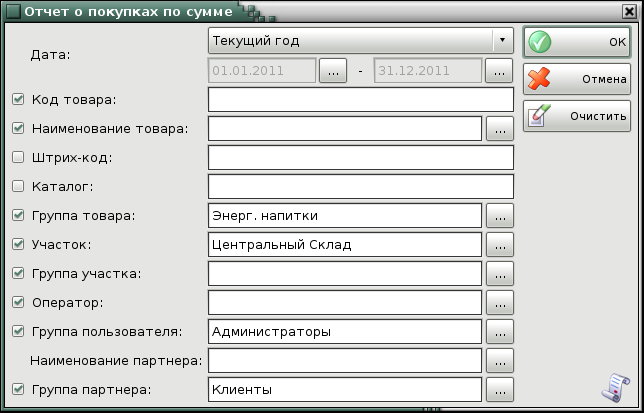 Отчет о покупках по сумме
Дата:
Текущий год
01.01.2011 ... - 31.12.2011 ...
Код товара:
Наименование товара: ...
Штрих-код:
Каталог:
Группа товара: Энерг. напитки ...
Участок: Центральный Склад ...
Группа участка: ...
Оператор: ...
Группа пользователя: Администраторы ...
Наименование партнера: ...
Группа партнера: Клиенты ...
ОК
Отмена
Очистить